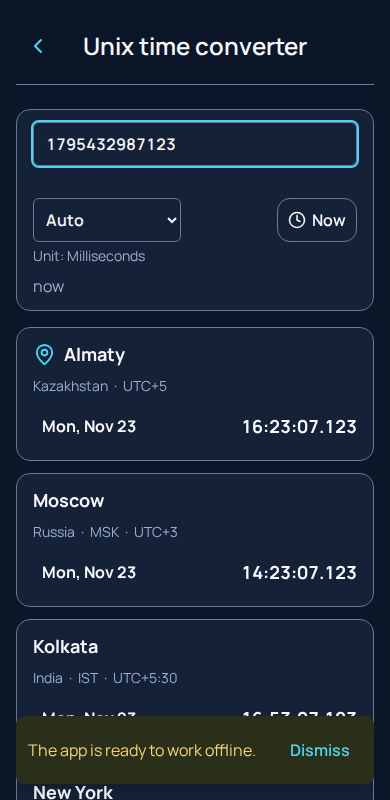 Unix time converter
1795432987123
Auto
Now
Unit: Milliseconds
now
Almaty
Kazakhstan · UTC+5
Mon, Nov 23 16:23:07.123
Moscow
Russia · MSK · UTC+3
Mon, Nov 23 14:23:07.123
Kolkata
India · IST · UTC+5:30
The app is ready to work offline. Dismiss
New York